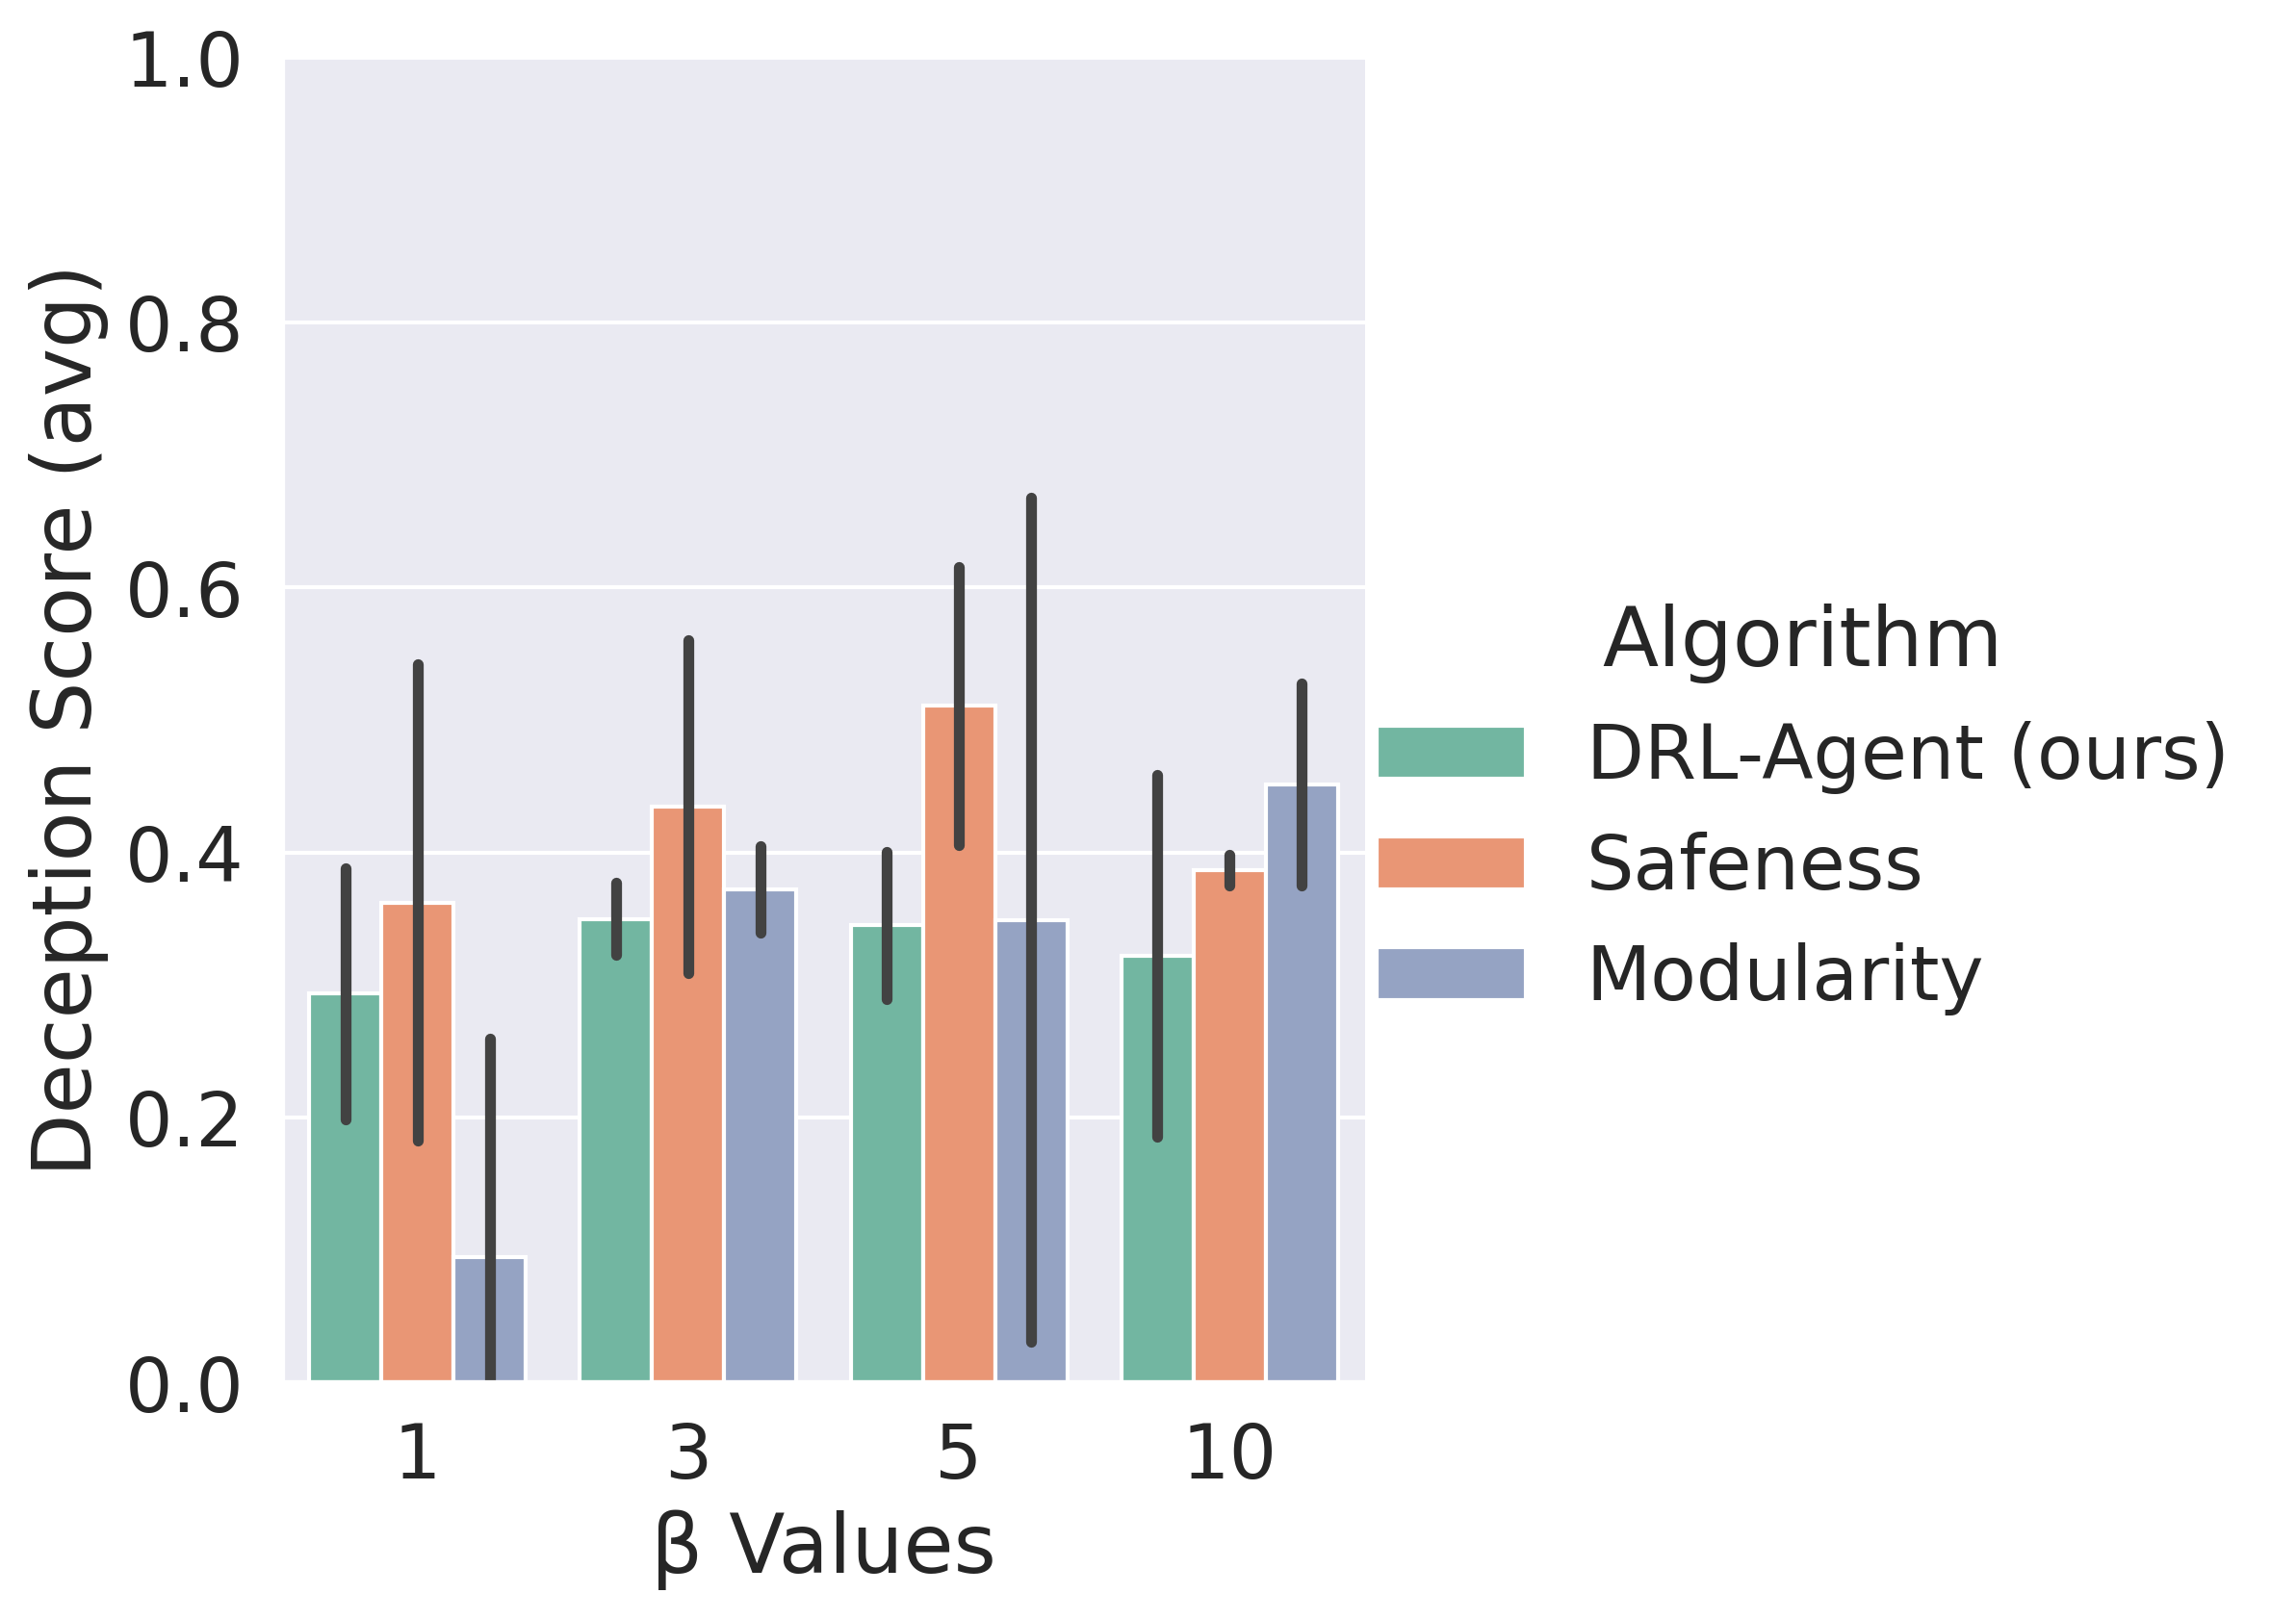 Deception Score (avg)
1.0
0.8
0.6
0.4
0.2
0.0
1 3 5 10
β Values
Algorithm
DRL-Agent (ours)
Safeness
Modularity